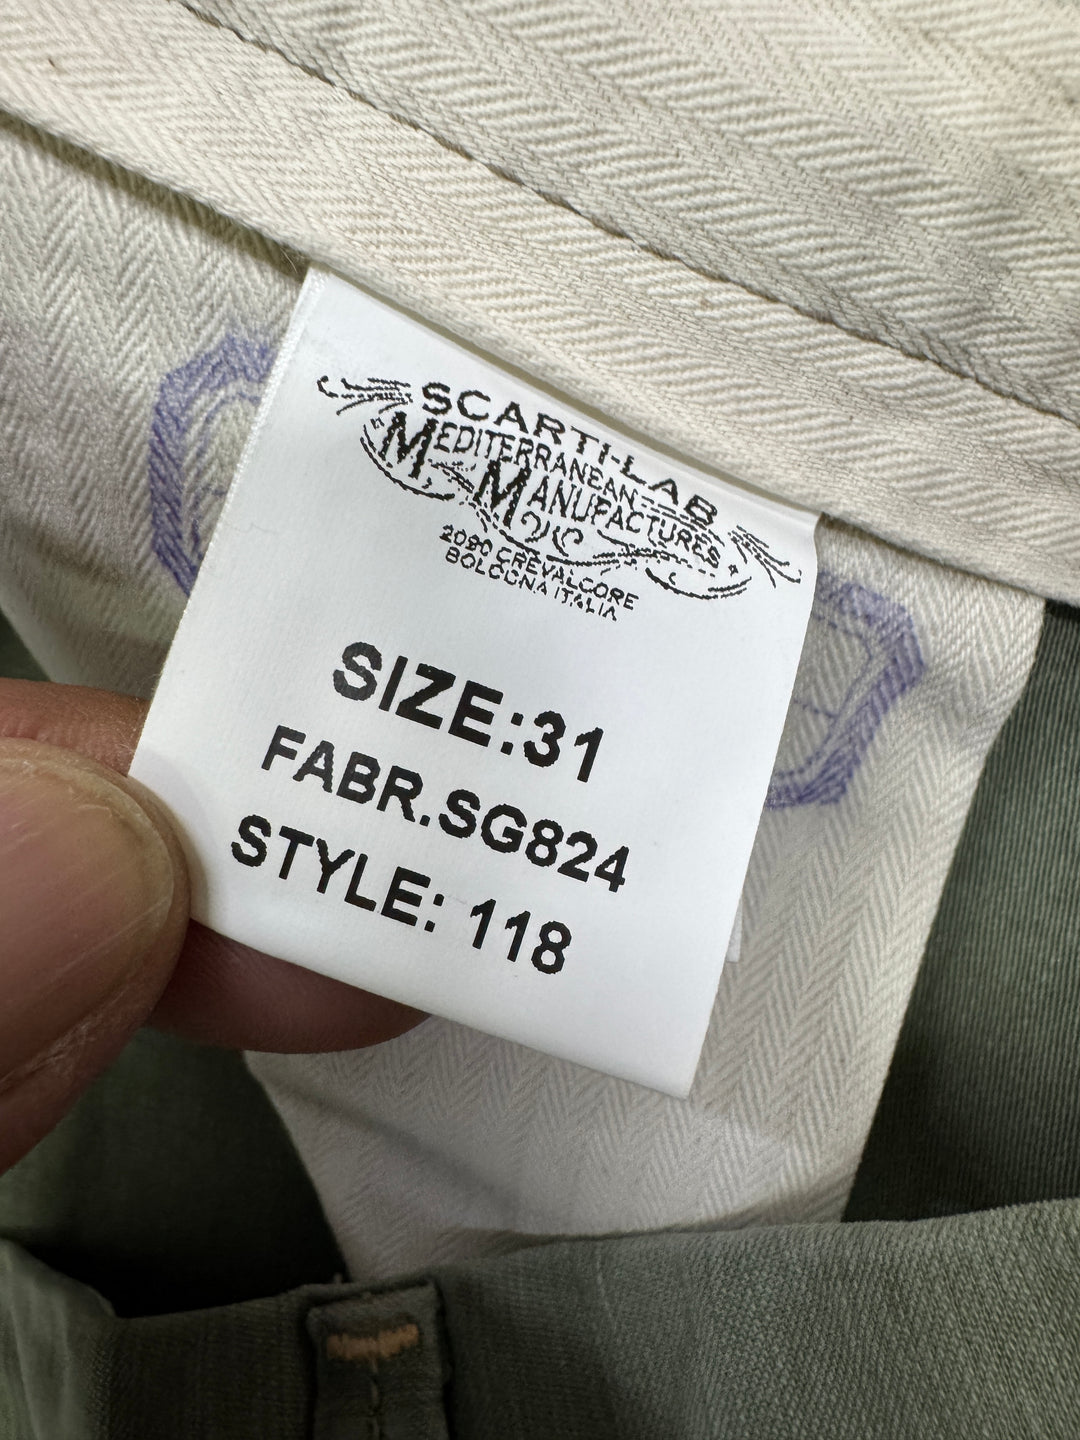 SCARTI-LAB
MEDITERRANEAN
MANUFACTURES
2090 CREVALCORE
BOLOGNA ITALIA
SIZE:31
FABR.SG824
STYLE: 118